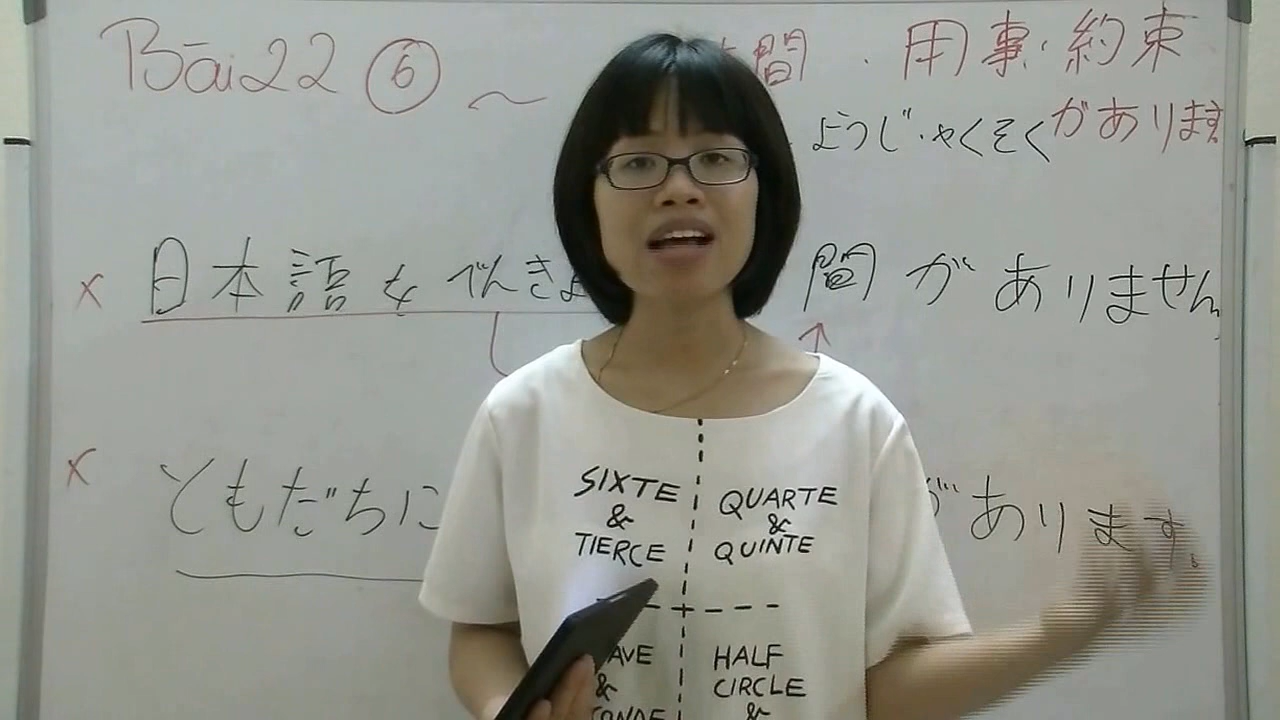 Bāi 22 ⑥ ～ 間 . 用事 . 約束
ようじ . やくそく があります
x 日本語を べんきょ 間 が ありません
x ともだちに があります。
SIXTE & TIERCE
QUARTE & QUINTE
HALF CIRCLE &